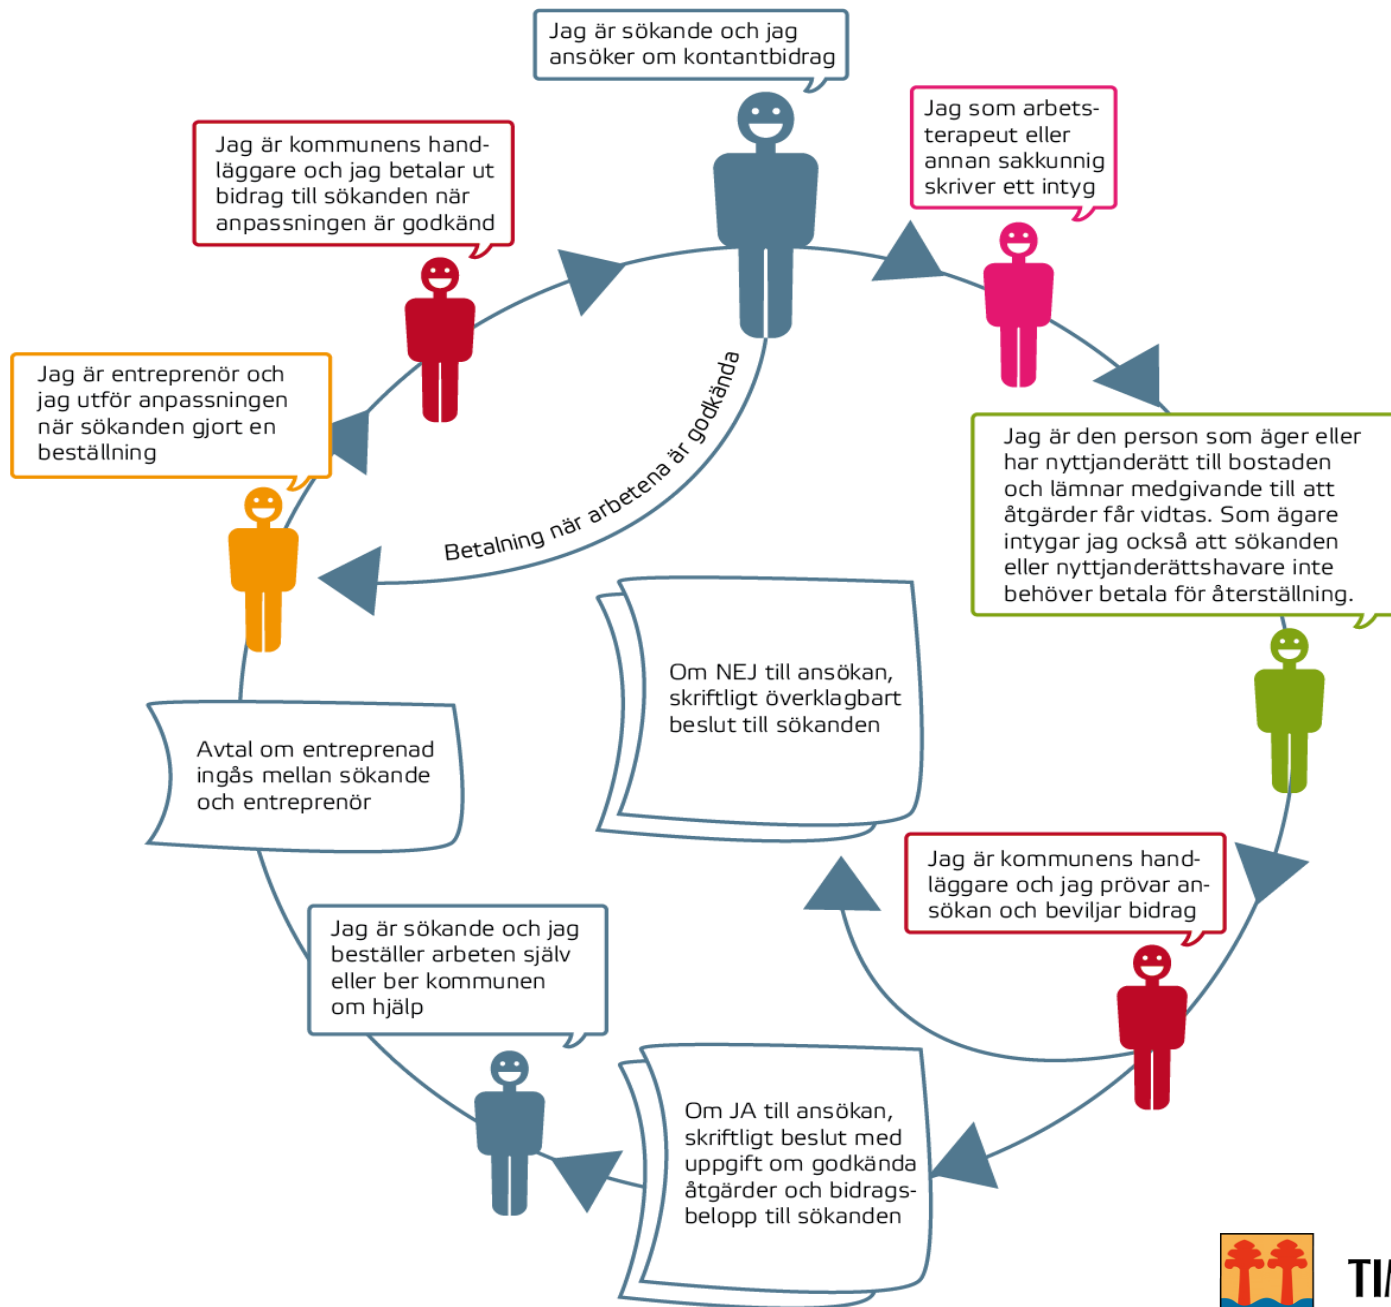 Jag är sökande och jag
ansöker om kontantbidrag
Jag som arbets-
terapeut eller
annan sakkunnig
skriver ett intyg
Jag är kommunens hand-
läggare och jag betalar ut
bidrag till sökanden när
anpassningen är godkänd
Jag är entreprenör och
jag utför anpassningen
när sökanden gjort en
beställning
Betalning när arbetena är godkända
Jag är den person som äger eller
har nyttjanderätt till bostaden
och lämnar medgivande till att
åtgärder får vidtas. Som ägare
intygar jag också att sökanden
eller nyttjanderättshavare inte
behöver betala för återställning.
Om NEJ till ansökan,
skriftligt överklagbart
beslut till sökanden
Avtal om entreprenad
ingås mellan sökande
och entreprenör
Jag är kommunens hand-
läggare och jag prövar an-
sökan och beviljar bidrag
Jag är sökande och jag
beställer arbeten själv
eller ber kommunen
om hjälp
Om JA till ansökan,
skriftligt beslut med
uppgift om godkända
åtgärder och bidrags-
belopp till sökanden